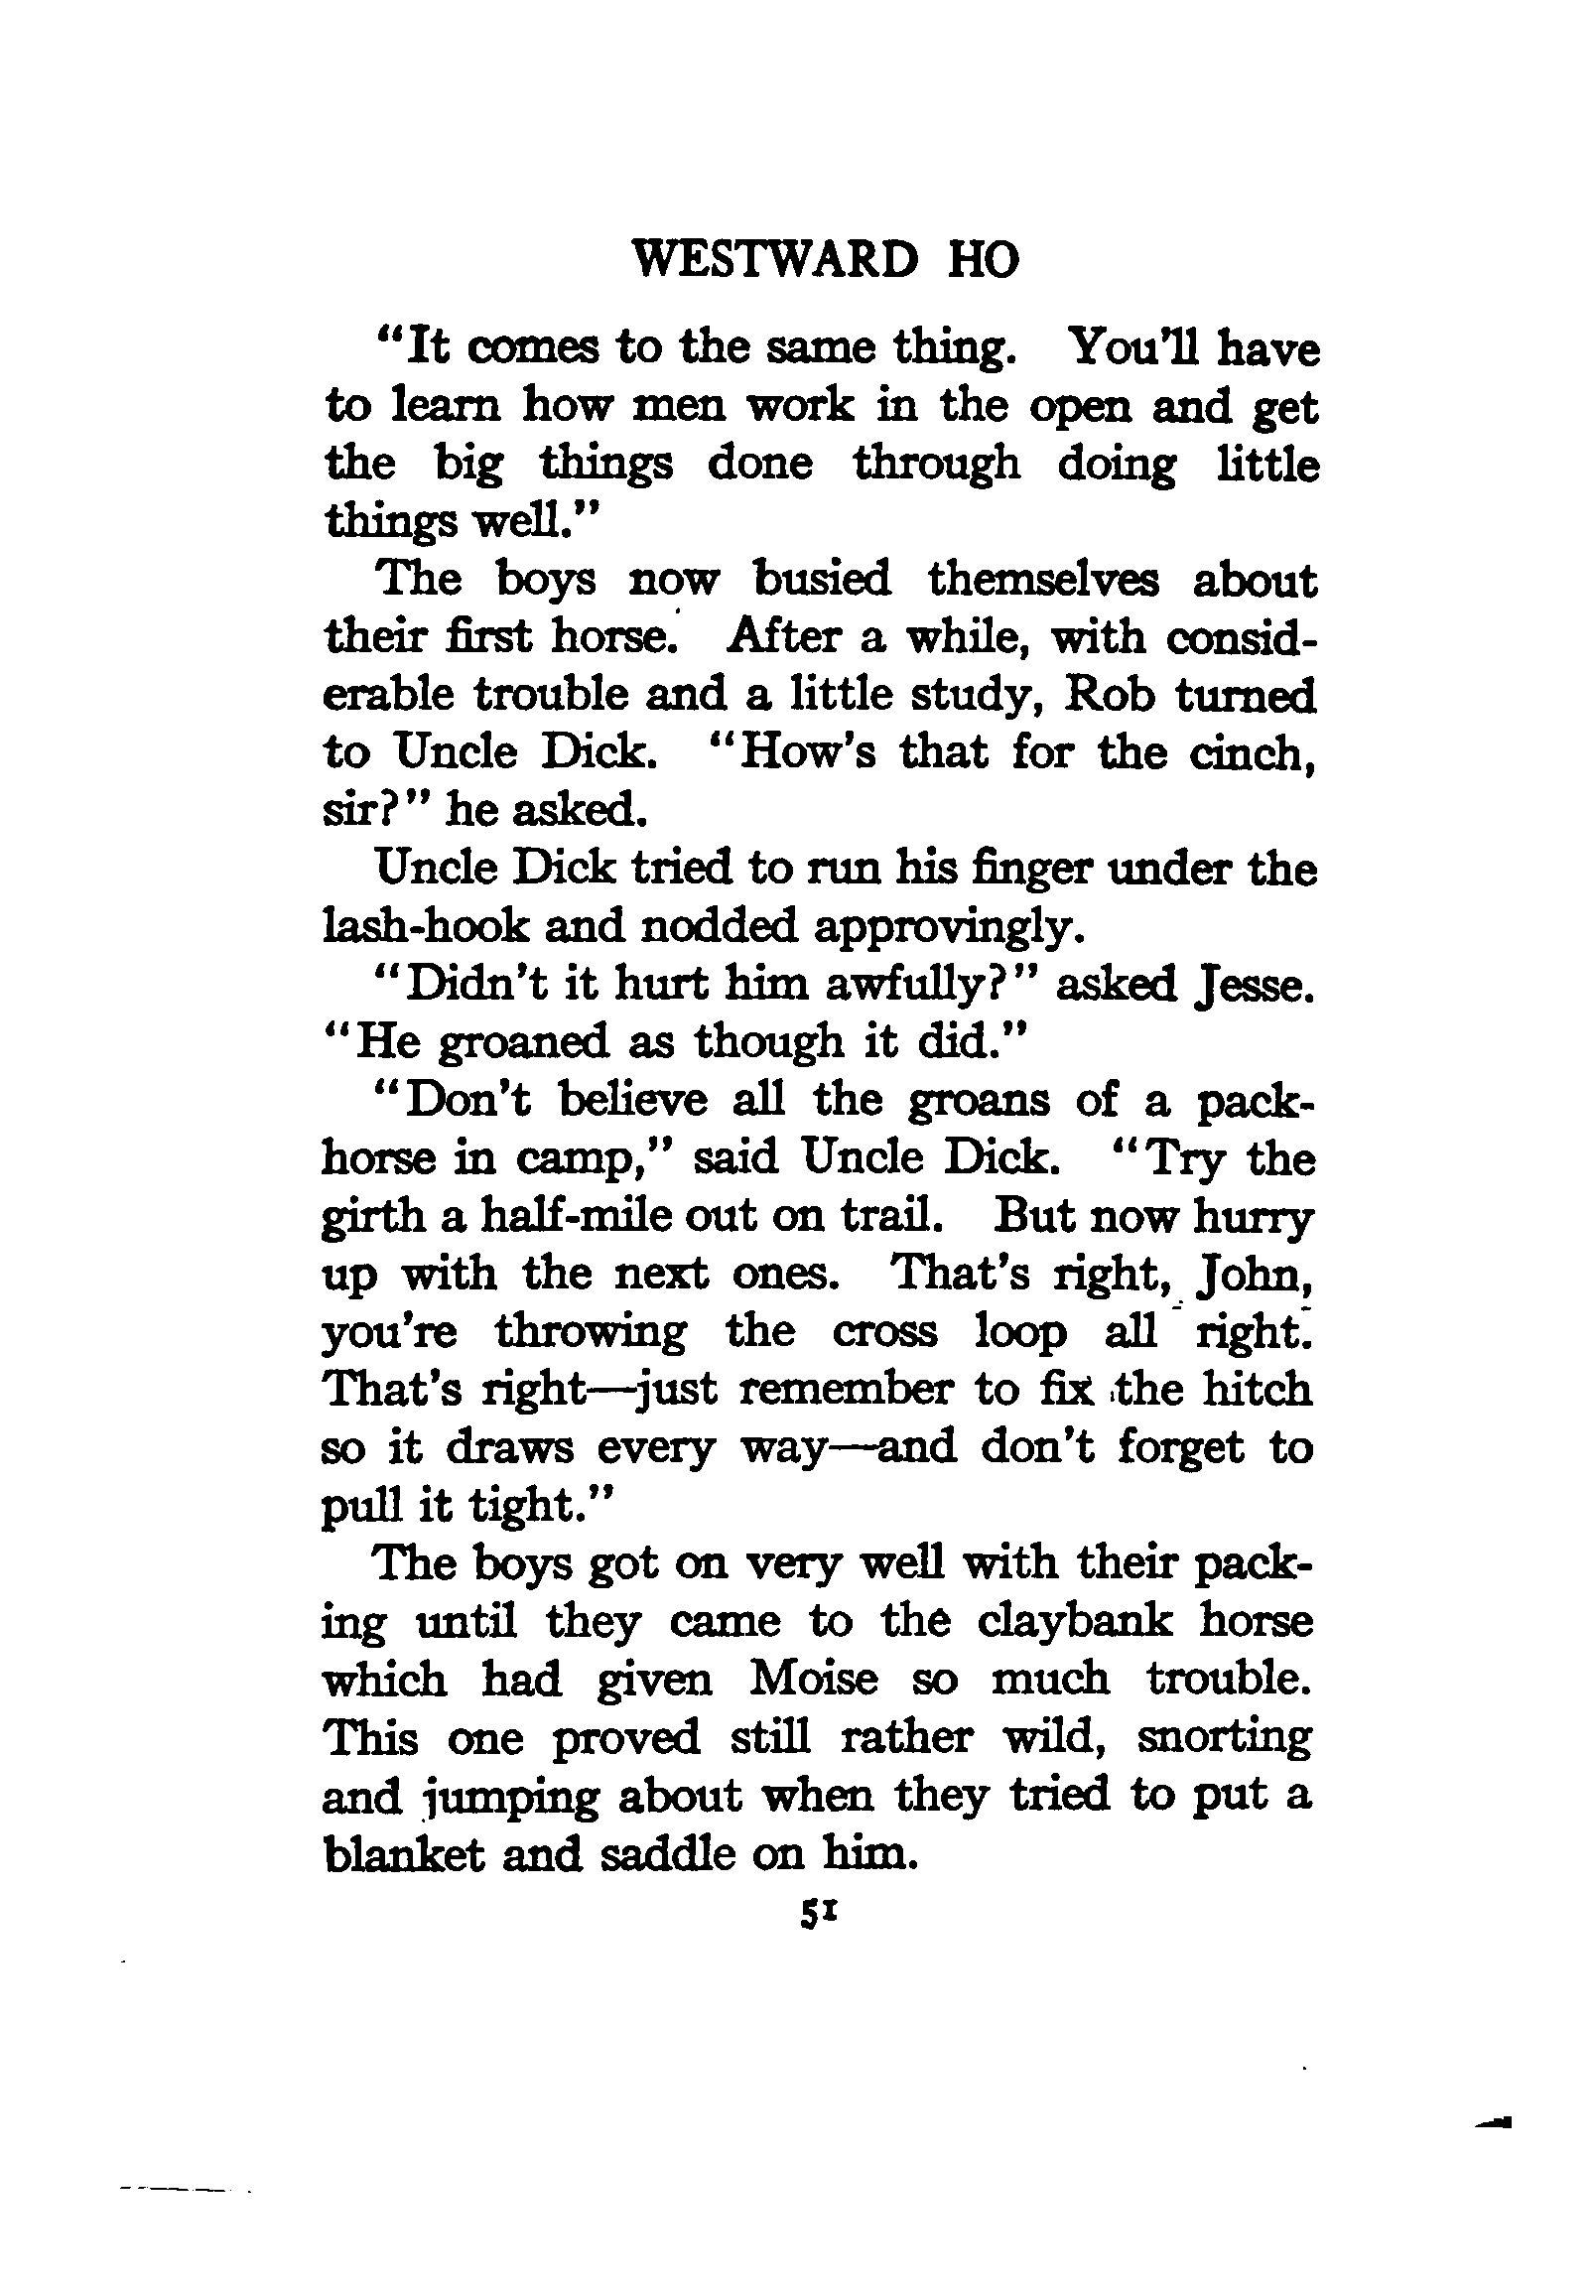 WESTWARD HO
“It comes to the same thing. You’ll have
to learn how men work in the open and get
the big things done through doing little
things well.”
The boys now busied themselves about
their first horse. After a while, with consid-
erable trouble and a little study, Rob turned
to Uncle Dick. “How’s that for the cinch,
sir?” he asked.
Uncle Dick tried to run his finger under the
lash-hook and nodded approvingly.
“Didn’t it hurt him awfully?” asked Jesse.
“He groaned as though it did.”
“Don’t believe all the groans of a pack-
horse in camp,” said Uncle Dick. “Try the
girth a half-mile out on trail. But now hurry
up with the next ones. That’s right, John,
you’re throwing the cross loop all right.
That’s right—just remember to fix the hitch
so it draws every way—and don’t forget to
pull it tight.”
The boys got on very well with their pack-
ing until they came to the claybank horse
which had given Moise so much trouble.
This one proved still rather wild, snorting
and jumping about when they tried to put a
blanket and saddle on him.
51